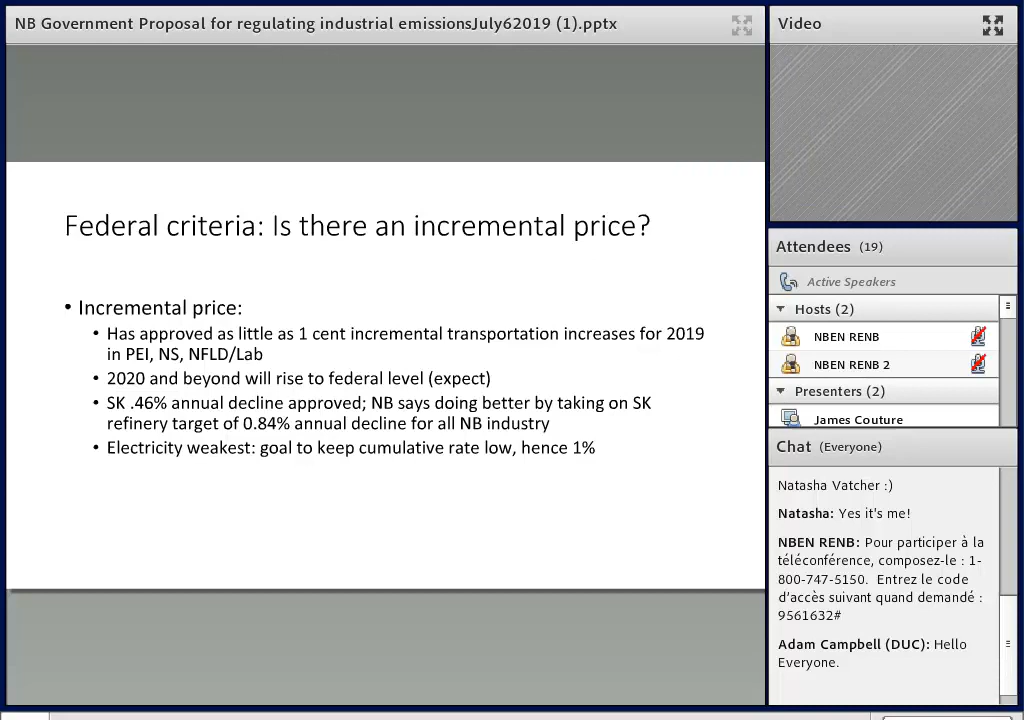 NB Government Proposal for regulating industrial emissionsJuly62019 (1).pptx
Federal criteria: Is there an incremental price?
• Incremental price:
• Has approved as little as 1 cent incremental transportation increases for 2019
in PEI, NS, NFLD/Lab
• 2020 and beyond will rise to federal level (expect)
• SK .46% annual decline approved; NB says doing better by taking on SK
refinery target of 0.84% annual decline for all NB industry
• Electricity weakest: goal to keep cumulative rate low, hence 1%
Video
Attendees (19)
Active Speakers
Hosts (2)
NBEN RENB
NBEN RENB 2
Presenters (2)
James Couture
Chat (Everyone)
Natasha Vatcher :)
Natasha: Yes it's me!
NBEN RENB: Pour participer à la
téléconférence, composez-le : 1-
800-747-5150. Entrez le code
d'accès suivant quand demandé :
9561632#
Adam Campbell (DUC): Hello
Everyone.